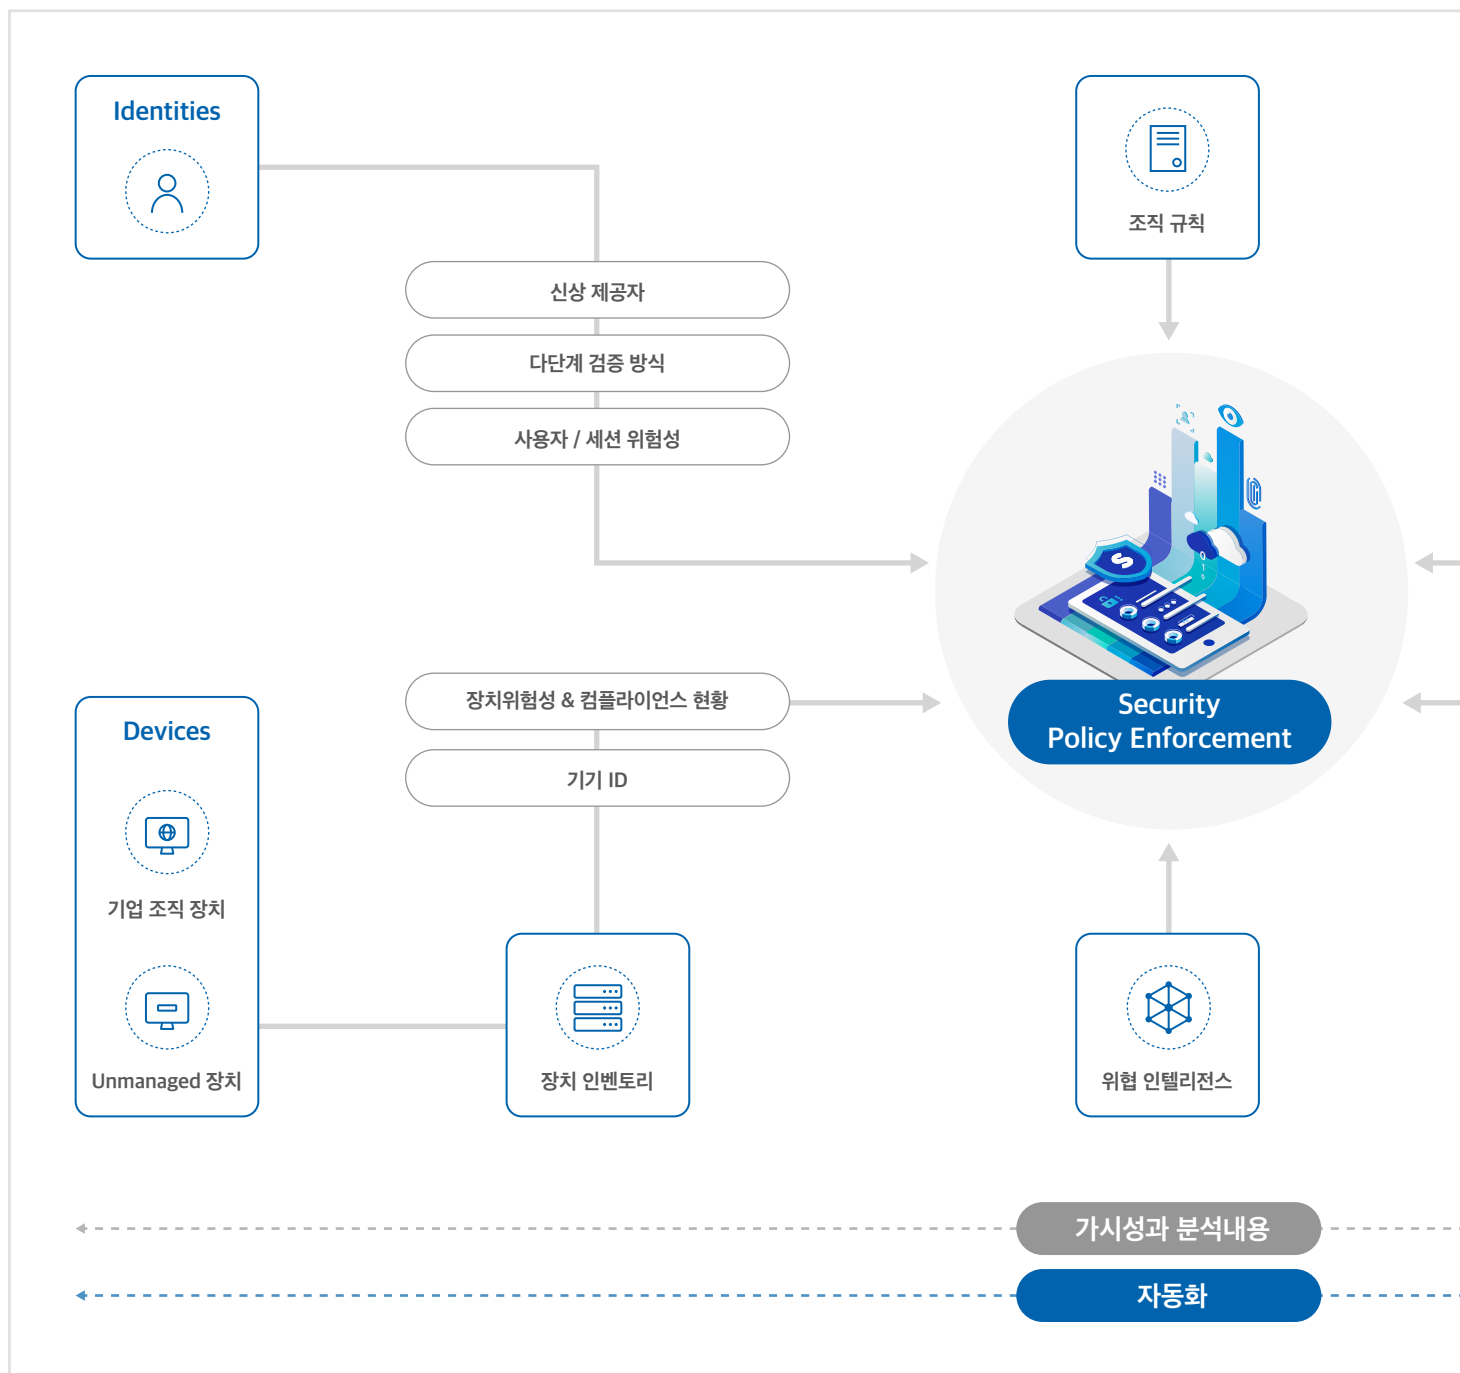 Identities
조직 규칙
신상 제공자
다단계 검증 방식
사용자 / 세션 위험성
장치위험성 & 컴플라이언스 현황
기기 ID
Security
Policy Enforcement
Devices
기업 조직 장치
Unmanaged 장치
장치 인벤토리
위협 인텔리전스
가시성과 분석내용
자동화